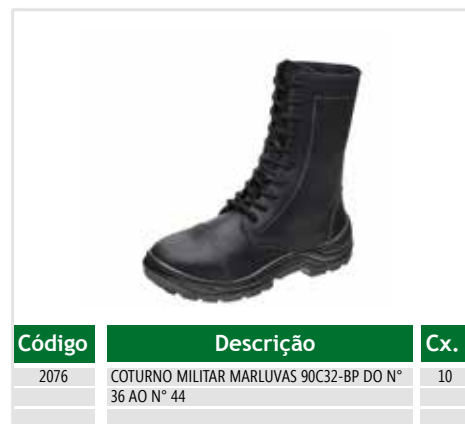 Código Descrição Cx.
2076 COTURNO MILITAR MARLUVAS 90C32-BP DO N° 10
36 AO N° 44